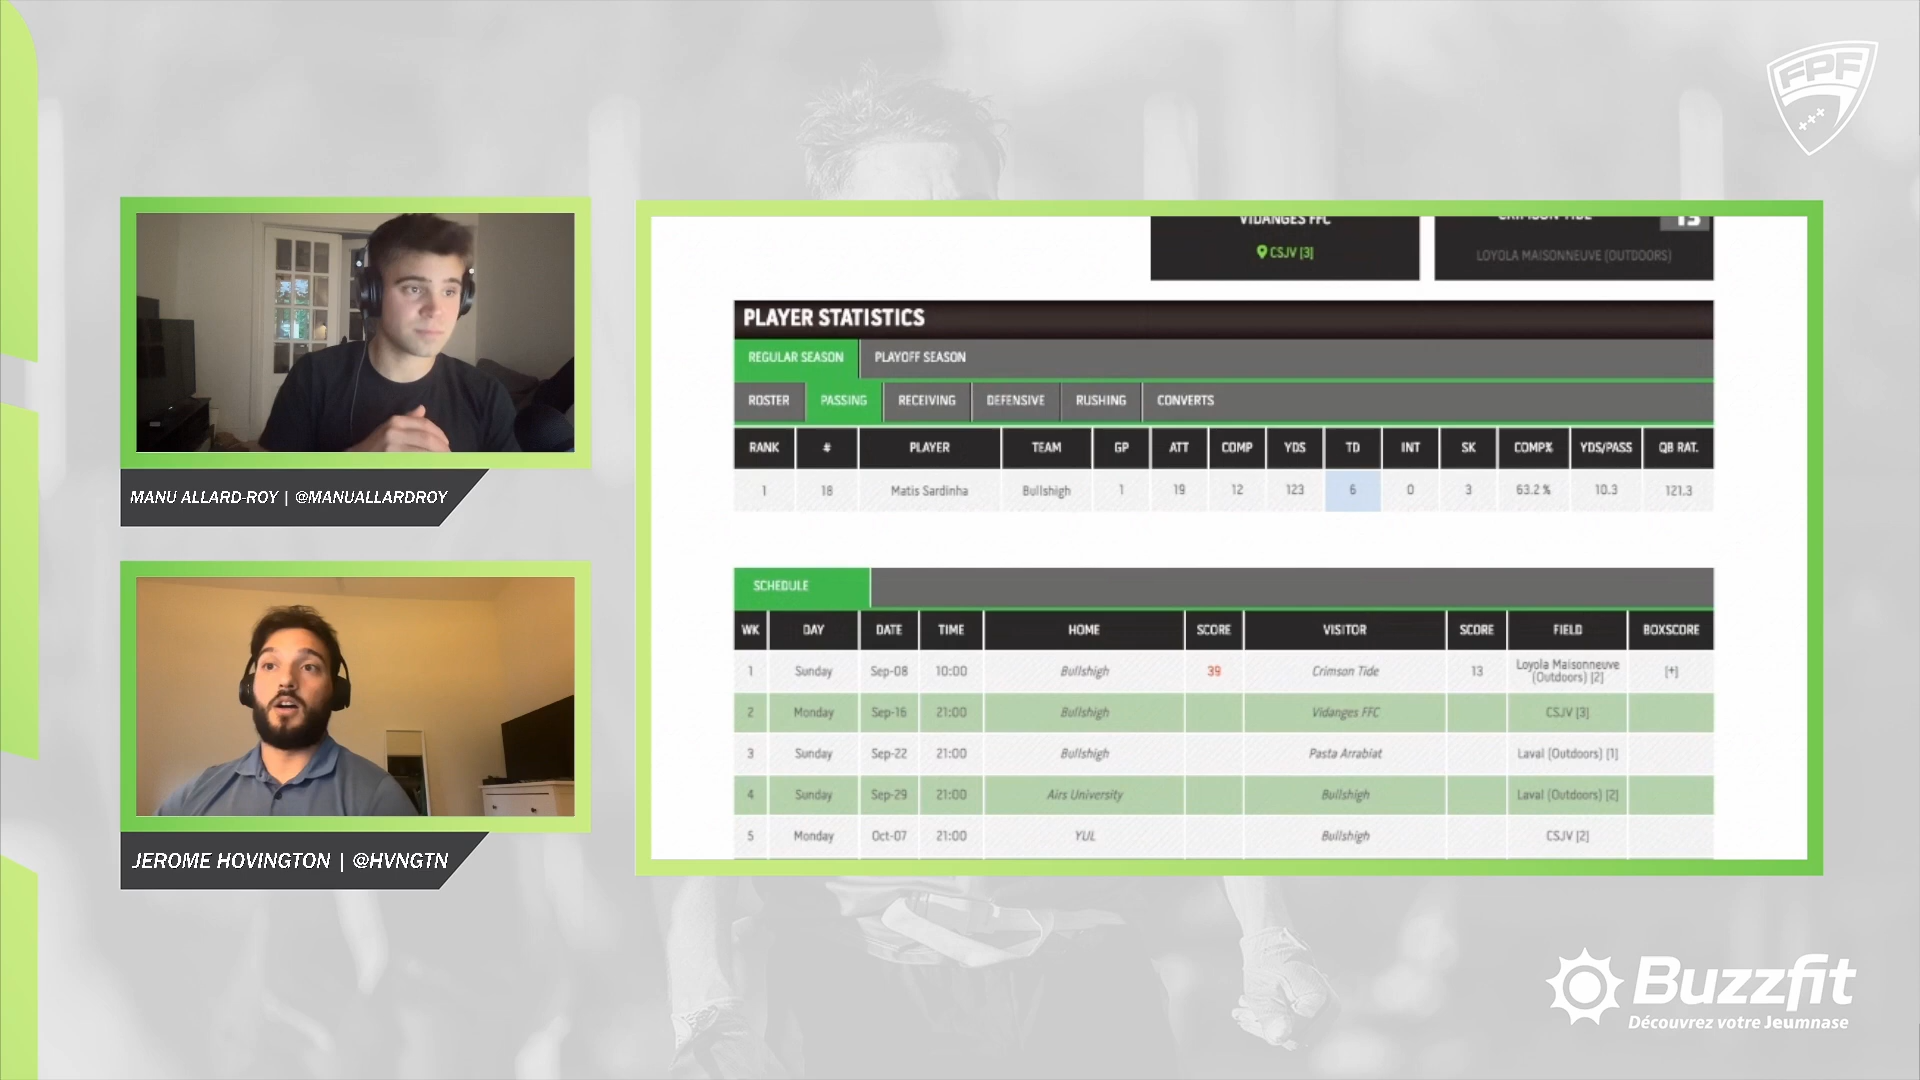 FPF
MANU ALLARD-ROY | @MANUALLARDROY
JEROME HOVINGTON | @HVNGTN
VIDANGES FFC
CSJV [3]
CRIMSON TIDE
13
LOYOLA MAISONNEUVE (OUTDOORS)
PLAYER STATISTICS
REGULAR SEASON PLAYOFF SEASON
ROSTER PASSING RECEIVING DEFENSIVE RUSHING CONVERTS
RANK # PLAYER TEAM GP ATT COMP YDS TD INT SK COMP% YDS/PASS QB RAT.
1 18 Matis Sardinha Bullshigh 1 19 12 123 6 0 3 63.2 % 10.3 121.3
SCHEDULE
WK DAY DATE TIME HOME SCORE VISITOR SCORE FIELD BOXSCORE
1 Sunday Sep-08 10:00 Bullshigh 39 Crimson Tide 13 Loyola Maisonneuve (Outdoors) [2] [+]
2 Monday Sep-16 21:00 Bullshigh Vidanges FFC CSJV [3]
3 Sunday Sep-22 21:00 Bullshigh Pasta Arrabiat Laval (Outdoors) [1]
4 Sunday Sep-29 21:00 Airs University Bullshigh Laval (Outdoors) [2]
5 Monday Oct-07 21:00 YUL Bullshigh CSJV [2]
Buzzfit
Découvrez votre Jeumnase